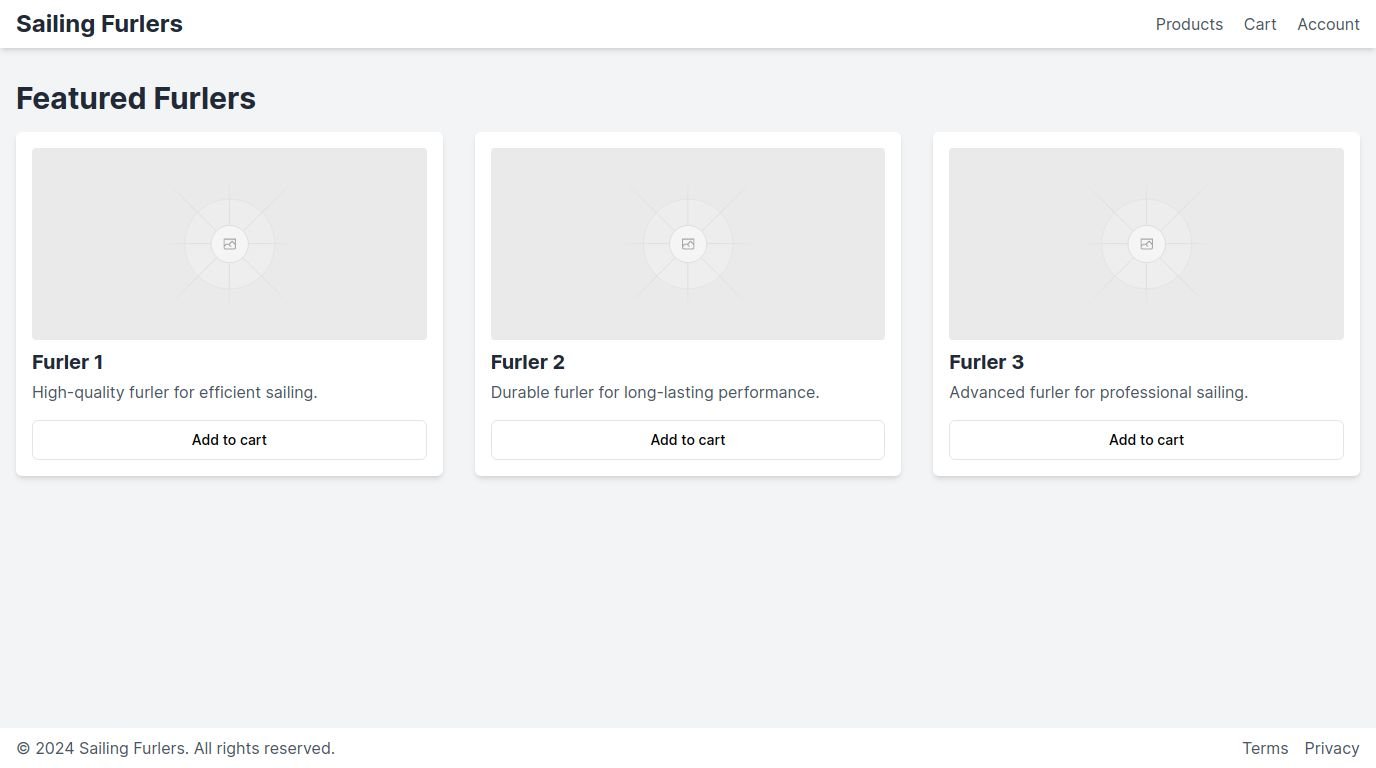 Sailing Furlers
Products Cart Account
Featured Furlers
Furler 1
High-quality furler for efficient sailing.
Add to cart
Furler 2
Durable furler for long-lasting performance.
Add to cart
Furler 3
Advanced furler for professional sailing.
Add to cart
© 2024 Sailing Furlers. All rights reserved.
Terms Privacy